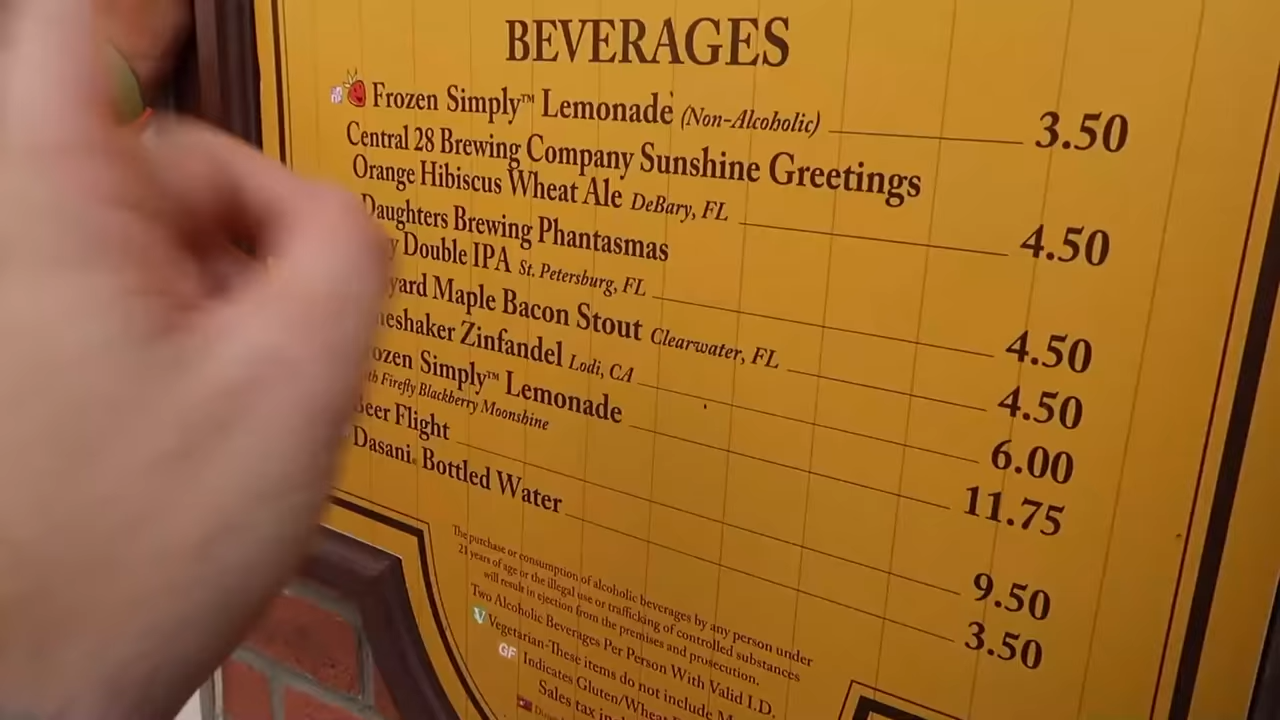 BEVERAGES
Frozen Simply™ Lemonade (Non-Alcoholic) 3.50
Central 28 Brewing Company Sunshine Greetings
Orange Hibiscus Wheat Ale DeBary, FL 4.50
Daughters Brewing Phantasmas
Double IPA St. Petersburg, FL 4.50
Maple Bacon Stout Clearwater, FL 4.50
Zinfandel Lodi, CA 6.00
Simply™ Lemonade 11.75
Firefly Blackberry Moonshine
Beer Flight 9.50
Dasani Bottled Water 3.50
The purchase or consumption of alcoholic beverages by any person under
21 years of age or the illegal use or trafficking of controlled substances
will result in ejection from the premises and prosecution.
Two Alcoholic Beverages Per Person With Valid I.D.
V Vegetarian-These items do not include
GF Indicates Gluten/Wheat
Sales tax